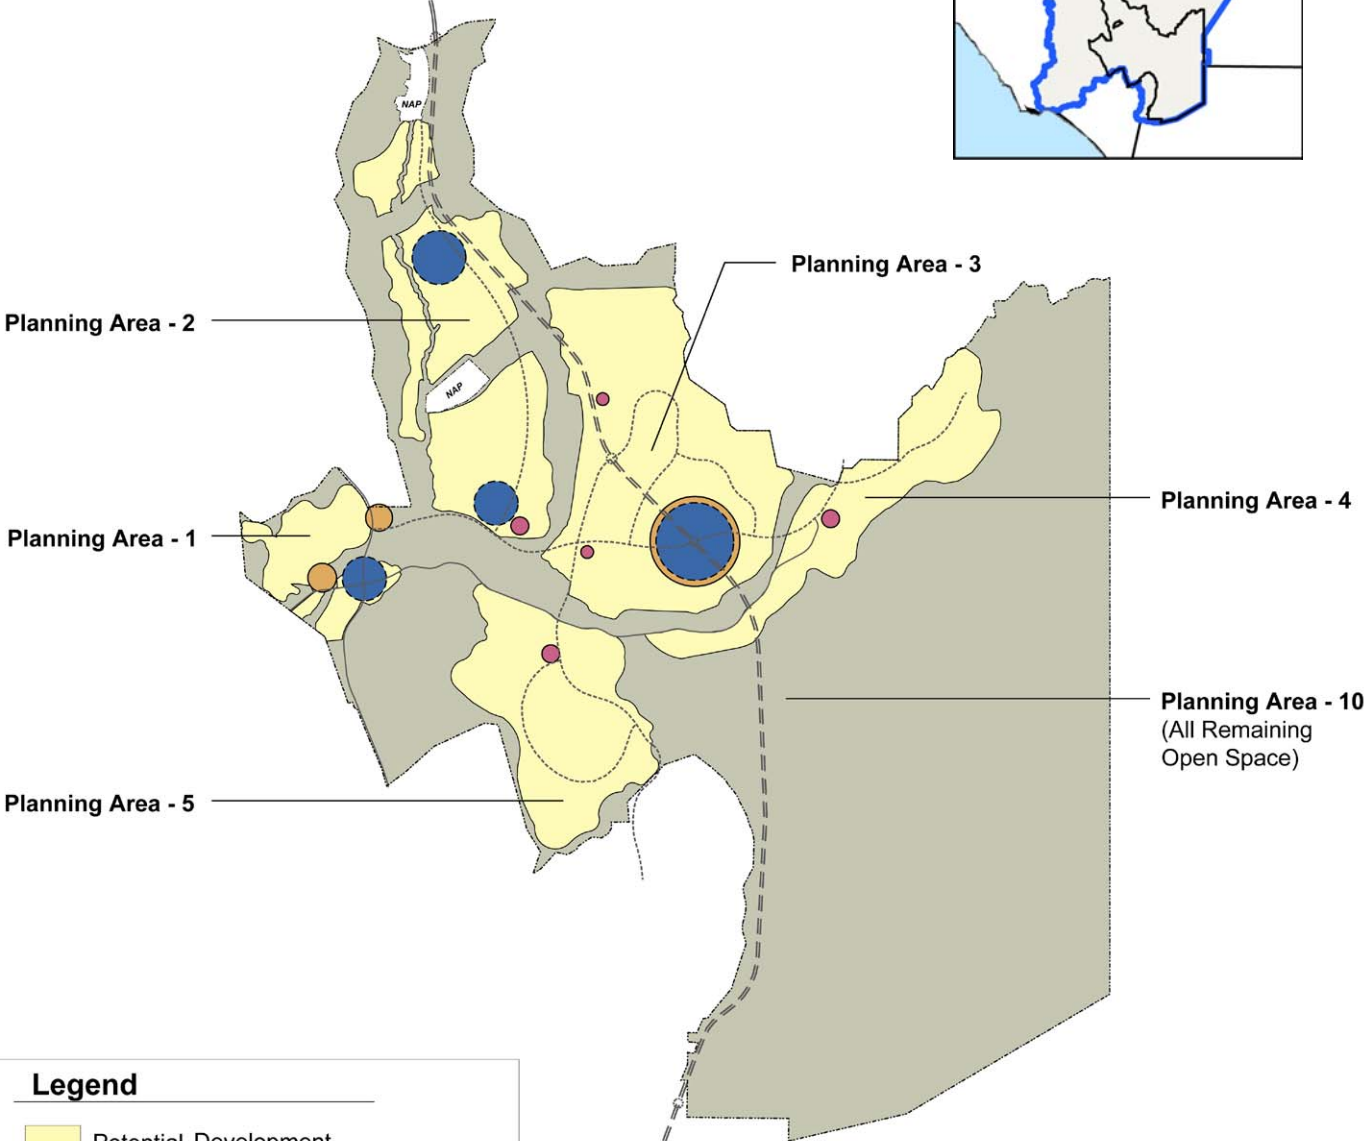 NAP
Planning Area - 3
Planning Area - 2
NAP
Planning Area - 4
Planning Area - 1
Planning Area - 10
(All Remaining
Open Space)
Planning Area - 5
Legend
Potential Development